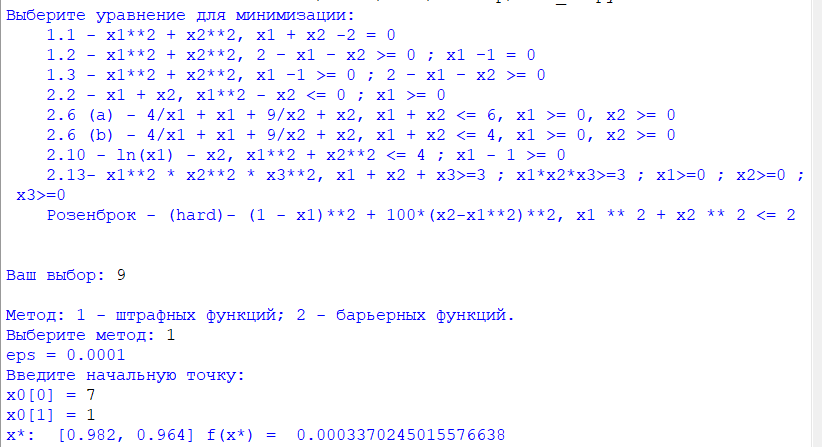 Выберите уравнение для минимизации:
1.1 - x1**2 + x2**2, x1 + x2 -2 = 0
1.2 - x1**2 + x2**2, 2 - x1 - x2 >= 0 ; x1 -1 = 0
1.3 - x1**2 + x2**2, x1 -1 >= 0 ; 2 - x1 - x2 >= 0
2.2 - x1 + x2, x1**2 - x2 <= 0 ; x1 >= 0
2.6 (a) - 4/x1 + x1 + 9/x2 + x2, x1 + x2 <= 6, x1 >= 0, x2 >= 0
2.6 (b) - 4/x1 + x1 + 9/x2 + x2, x1 + x2 <= 4, x1 >= 0, x2 >= 0
2.10 - ln(x1) - x2, x1**2 + x2**2 <= 4 ; x1 - 1 >= 0
2.13- x1**2 * x2**2 * x3**2, x1 + x2 + x3>=3 ; x1*x2*x3>=3 ; x1>=0 ; x2>=0 ;
x3>=0
Розенброк - (hard)- (1 - x1)**2 + 100*(x2-x1**2)**2, x1 ** 2 + x2 ** 2 <= 2
Ваш выбор: 9
Метод: 1 - штрафных функций; 2 - барьерных функций.
Выберите метод: 1
eps = 0.0001
Введите начальную точку:
x0[0] = 7
x0[1] = 1
x*:  [0.982, 0.964] f(x*) =  0.0003370245015576638